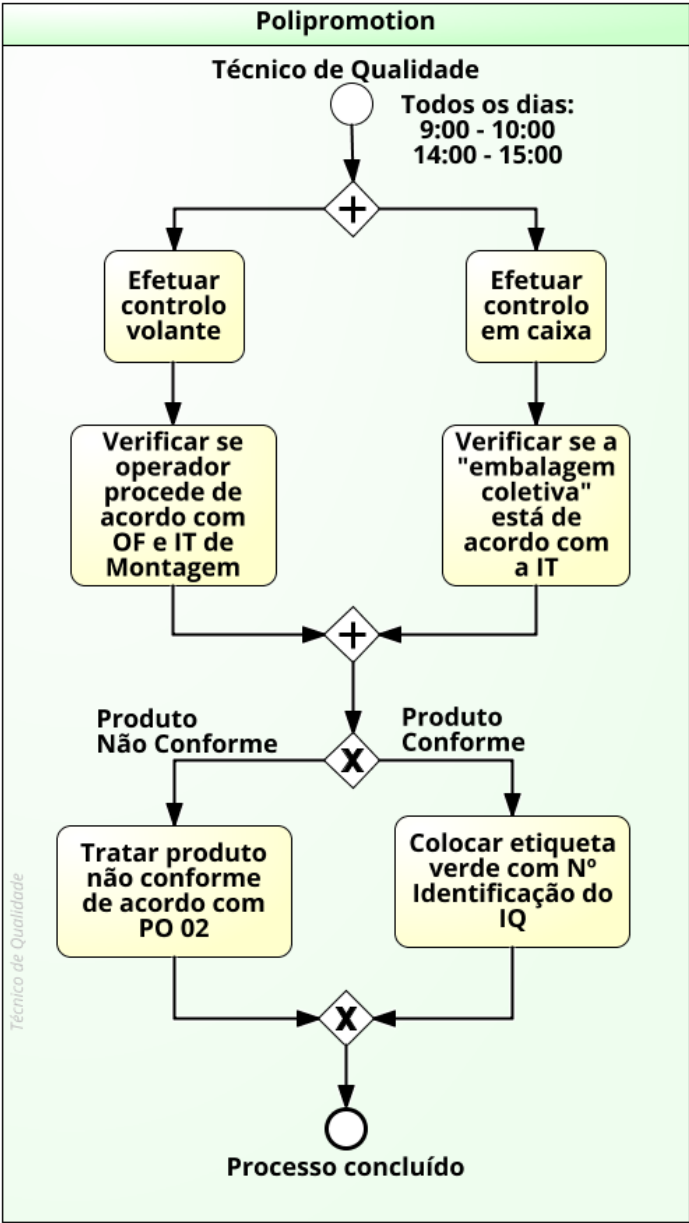 Polipromotion
Técnico de Qualidade
Todos os dias:
9:00 - 10:00
14:00 - 15:00
Efetuar
controlo
volante
Efetuar
controlo
em caixa
Verificar se
operador
procede de
acordo com
OF e IT de
Montagem
Verificar se a
"embalagem
coletiva"
está de
acordo com
a IT
Produto
Não Conforme
Produto
Conforme
X
Tratar produto
não conforme
de acordo com
PO 02
Colocar etiqueta
verde com Nº
Identificação do
IQ
Técnico de Qualidade
X
Processo concluído